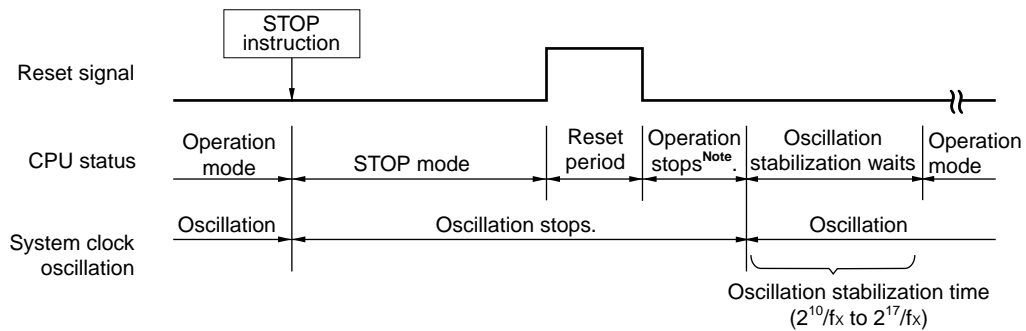 STOP
instruction
Reset signal
CPU status
Operation
mode
STOP mode
Reset
period
Operation
stopsNote.
Oscillation
stabilization waits
Operation
mode
System clock
oscillation
Oscillation
Oscillation stops.
Oscillation
Oscillation stabilization time
(2^10/fx to 2^17/fx)